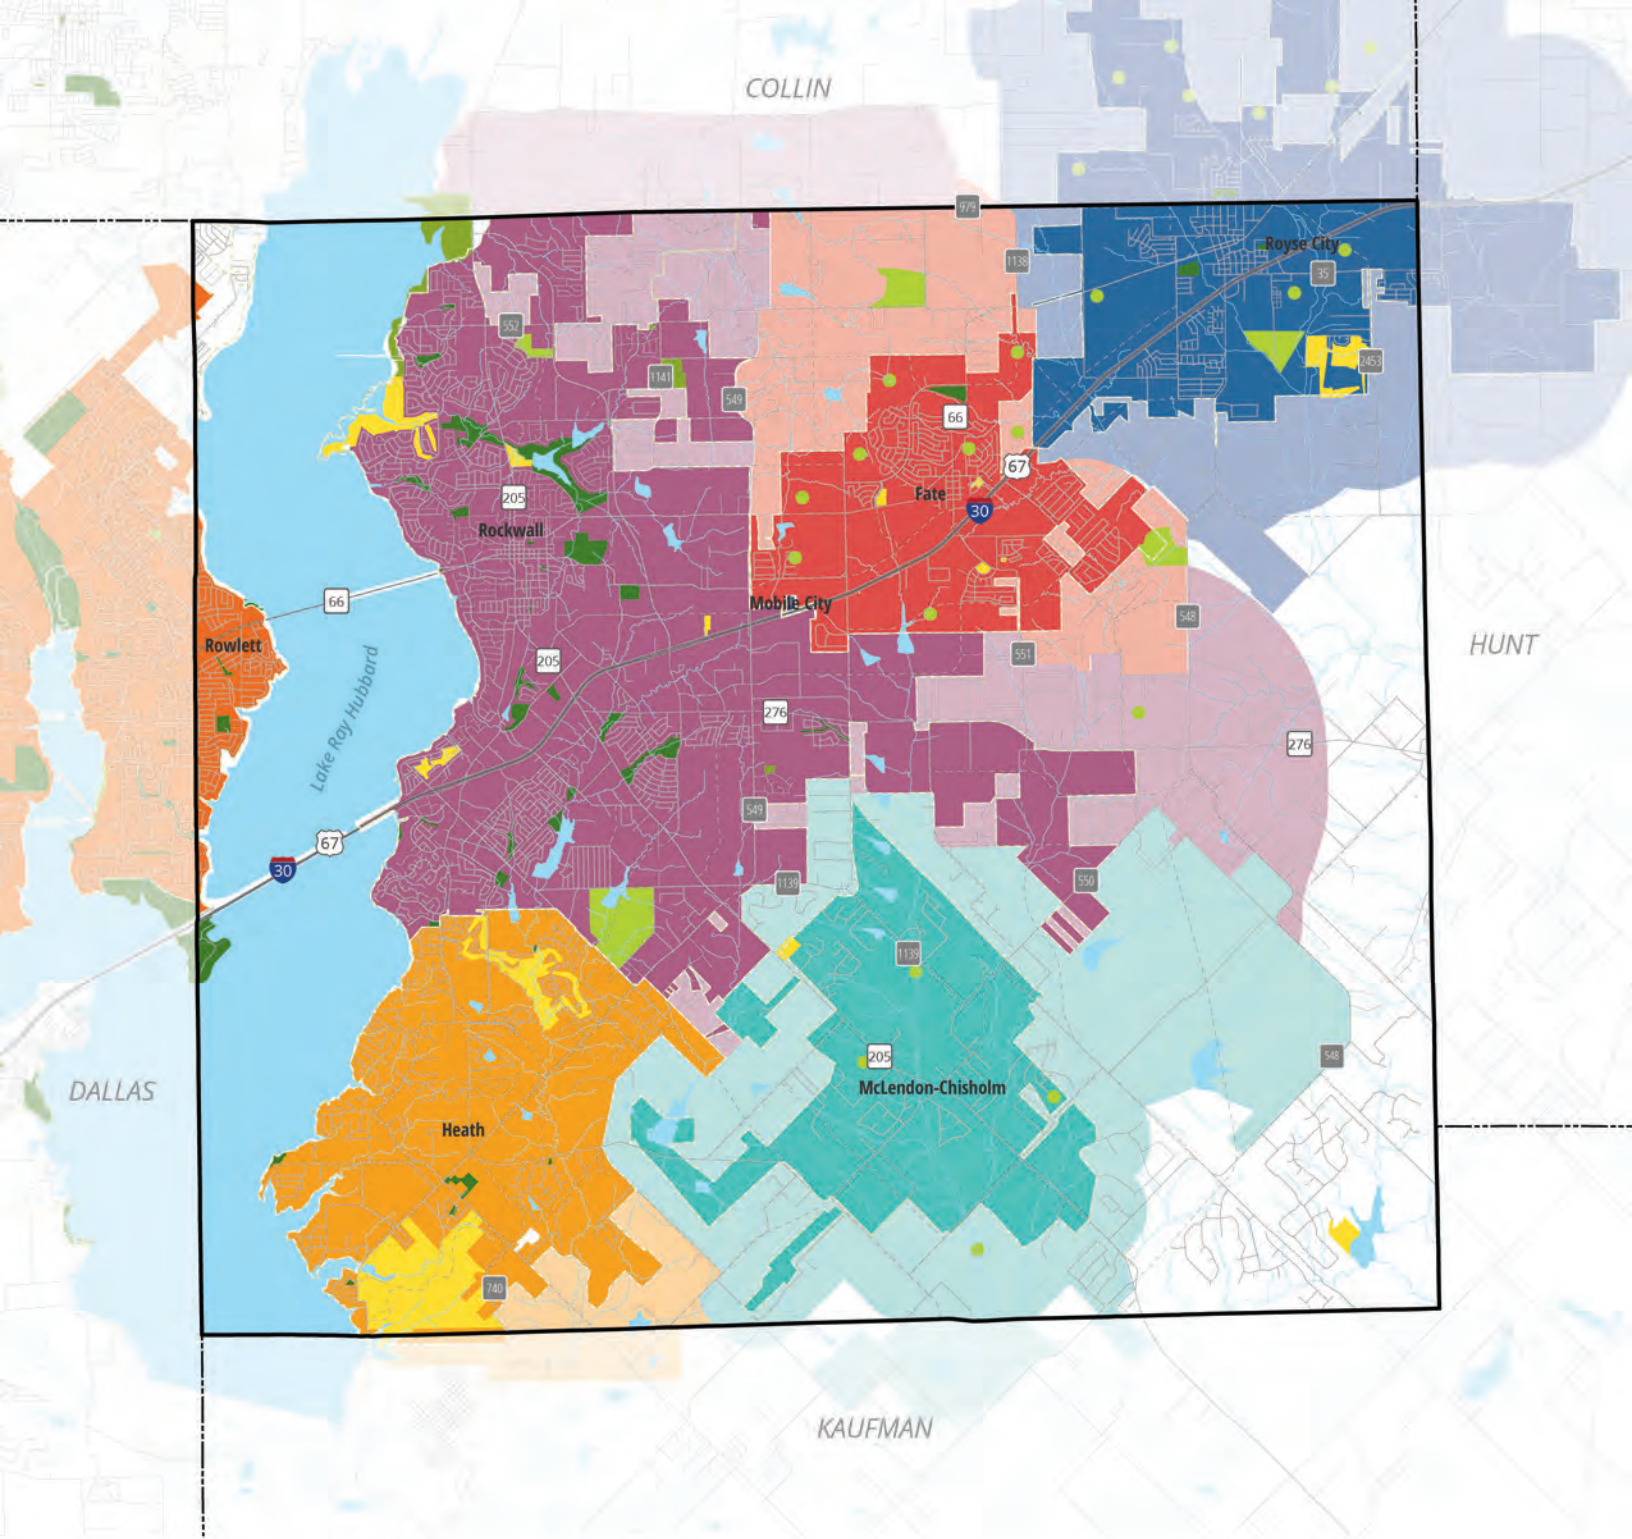 COLLIN
979
Royse City
1138
35
552
2453
1141
549
66
67
Fate
205
30
Rockwall
66
Mobile City
548
Rowlett
HUNT
551
205
Lake Ray Hubbard
276
276
549
67
30
1139
550
1139
205
548
McLendon-Chisholm
DALLAS
Heath
740
KAUFMAN